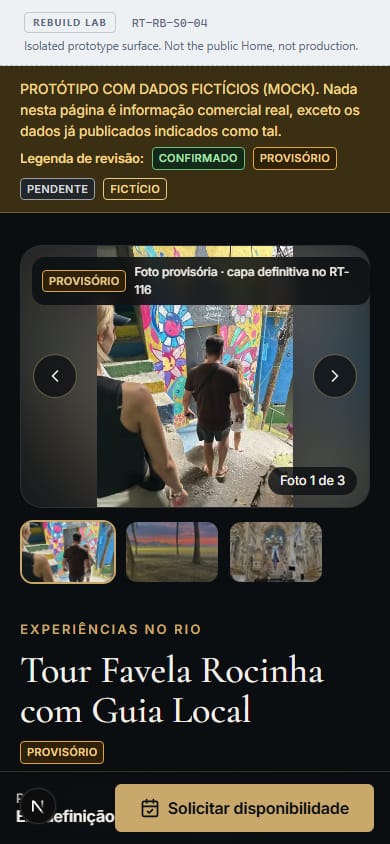 REBUILD LAB RT-RB-S0-04
Isolated prototype surface. Not the public Home, not production.
PROTÓTIPO COM DADOS FICTÍCIOS (MOCK). Nada
nesta página é informação comercial real, exceto os
dados já publicados indicados como tal.
Legenda de revisão: CONFIRMADO PROVISÓRIO
PENDENTE FICTÍCIO
PROVISÓRIO Foto provisória · capa definitiva no RT-
116
Foto 1 de 3
EXPERIÊNCIAS NO RIO
Tour Favela Rocinha
com Guia Local
PROVISÓRIO
N
efinição
Solicitar disponibilidade